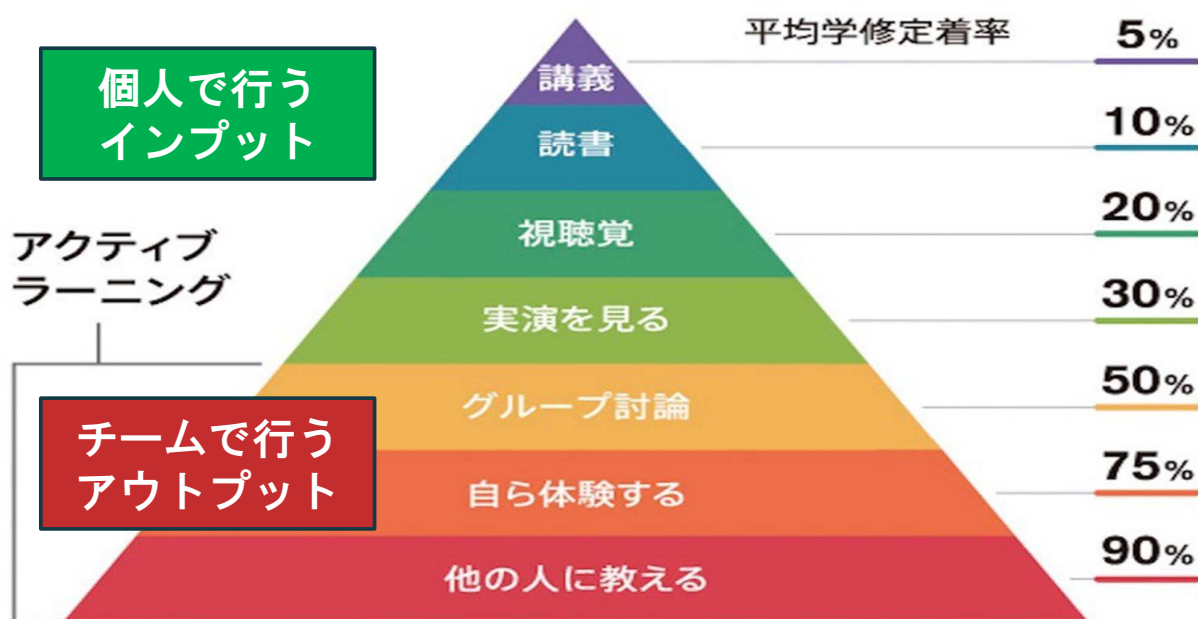 平均学修定着率 5%
個人で行う
インプット
講義
読書 10%
視聴覚 20%
アクティブ
ラーニング
実演を見る 30%
グループ討論 50%
チームで行う
アウトプット
自ら体験する 75%
他の人に教える 90%